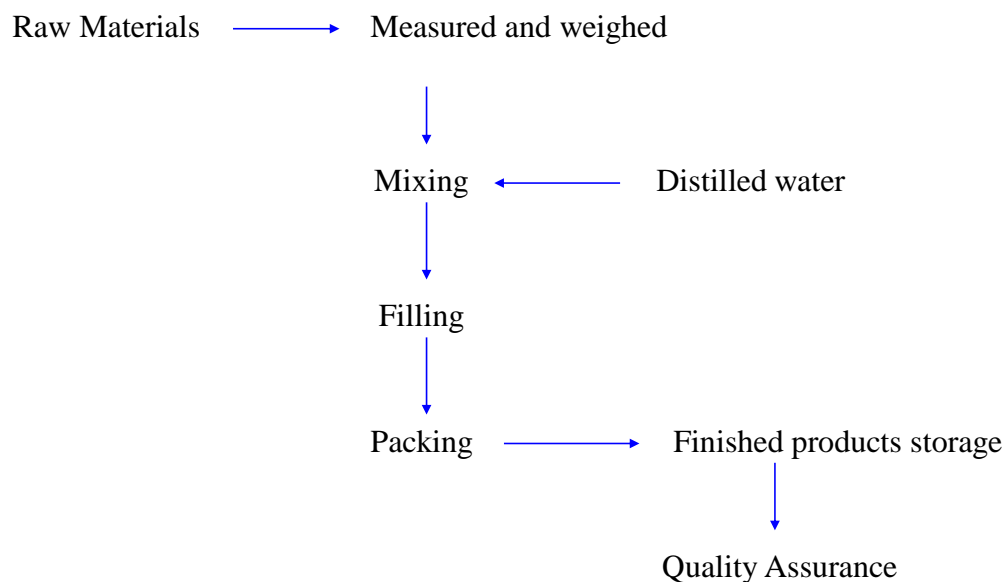 Raw Materials
Measured and weighed
Mixing
Distilled water
Filling
Packing
Finished products storage
Quality Assurance